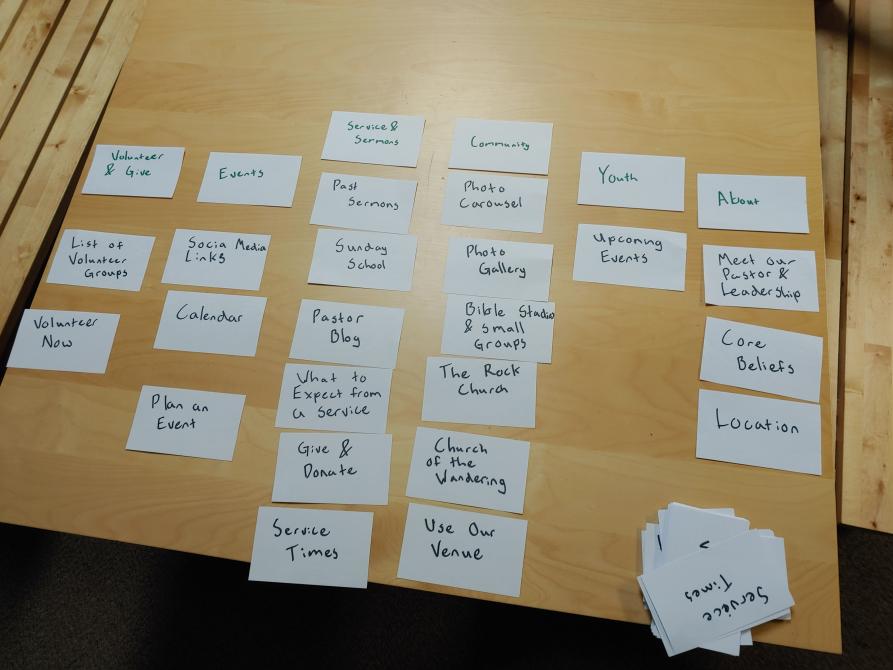 Volunteer
& Give
List of
Volunteer
Groups
Volunteer
Now
Events
Socia Media
Links
Calendar
Plan an
Event
Service &
Sermons
Past
Sermons
Sunday
School
Pastor
Blog
What to
Expect from
a Service
Give &
Donate
Service
Times
Community
Photo
Carousel
Photo
Gallery
Bible Studies
& Small
Groups
The Rock
Church
Church
of the
Wandering
Use Our
Venue
Youth
Upcoming
Events
About
Meet our
Pastor &
Leadership
Core
Beliefs
Location
Service
Times